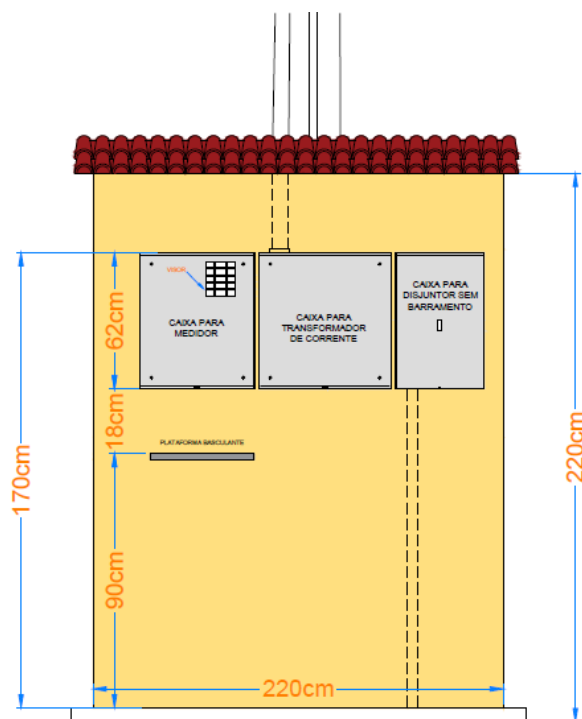 VISOR
CAIXA PARA
MEDIDOR
CAIXA PARA
TRANSFORMADOR
DE CORRENTE
CAIXA PARA
DISJUNTOR SEM
BARRAMENTO
62cm
18cm
PLATAFORMA BASCULANTE
170cm
220cm
90cm
220cm